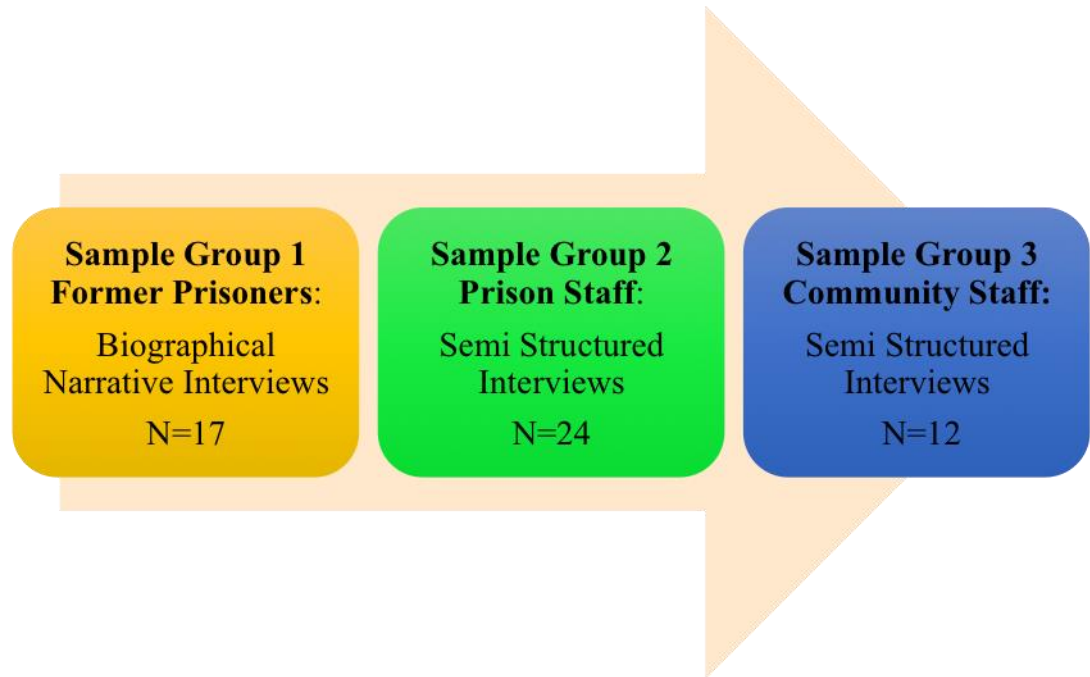 Sample Group 1
Former Prisoners:
Biographical
Narrative Interviews
N=17
Sample Group 2
Prison Staff:
Semi Structured
Interviews
N=24
Sample Group 3
Community Staff:
Semi Structured
Interviews
N=12